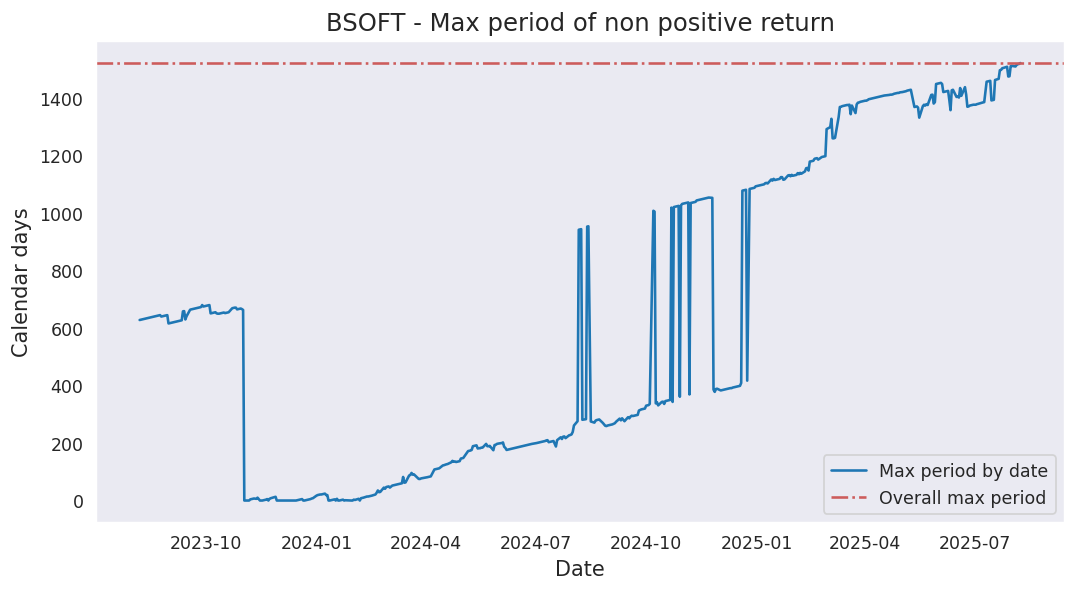 BSOFT - Max period of non positive return
Calendar days
1400
1200
1000
800
600
400
200
0
2023-10 2024-01 2024-04 2024-07 2024-10 2025-01 2025-04 2025-07
Date
Max period by date
Overall max period